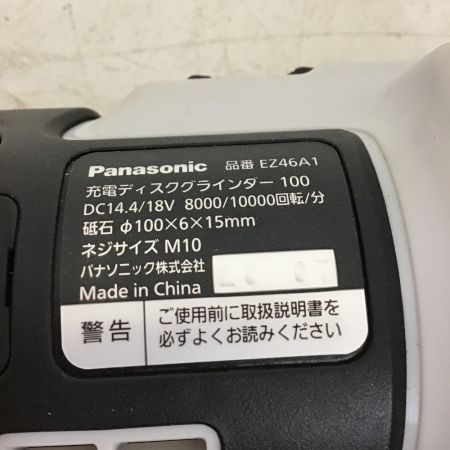 Panasonic 品番 EZ46A1
充電ディスクグラインダー 100
DC14.4/18V 8000/10000回転/分
砥石 φ100×6×15mm
ネジサイズ M10
パナソニック株式会社
Made in China
警告
ご使用前に取扱説明書を
必ずよくお読みください